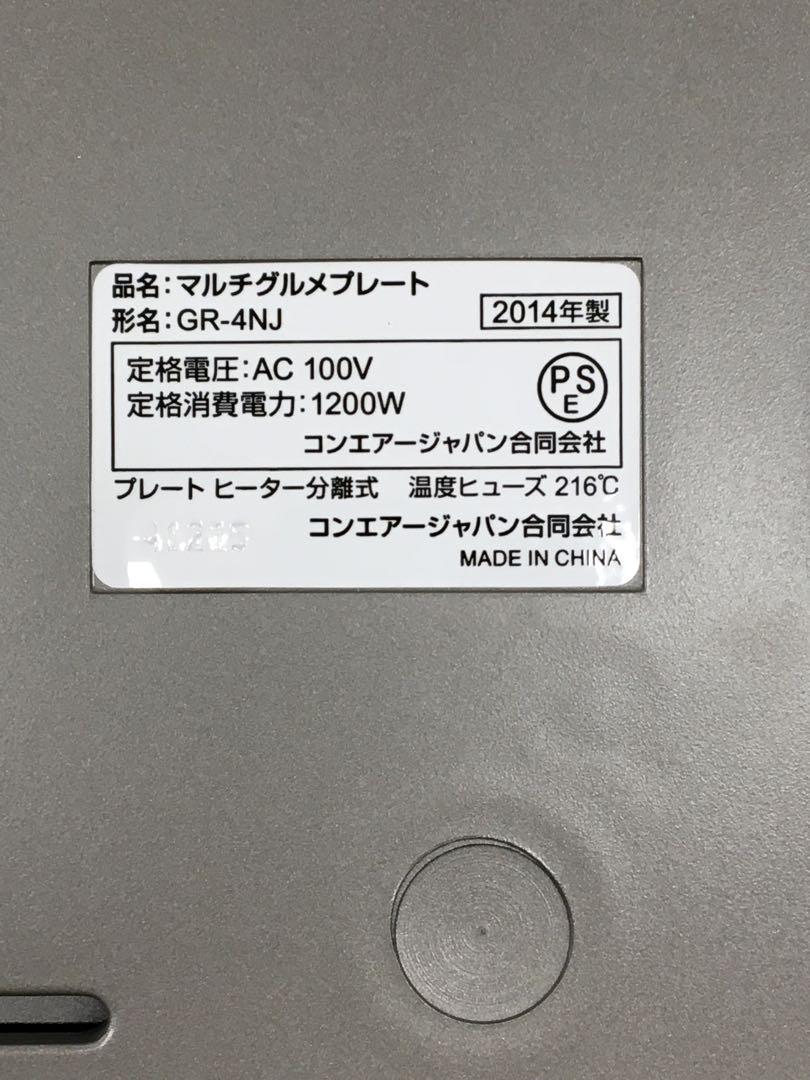 品名:マルチグルメプレート
形名:GR-4NJ
2014年製
定格電圧:AC 100V
定格消費電力:1200W
PSE
コンエアージャパン合同会社
プレート ヒーター分離式 温度ヒューズ 216℃
コンエアージャパン合同会社
MADE IN CHINA